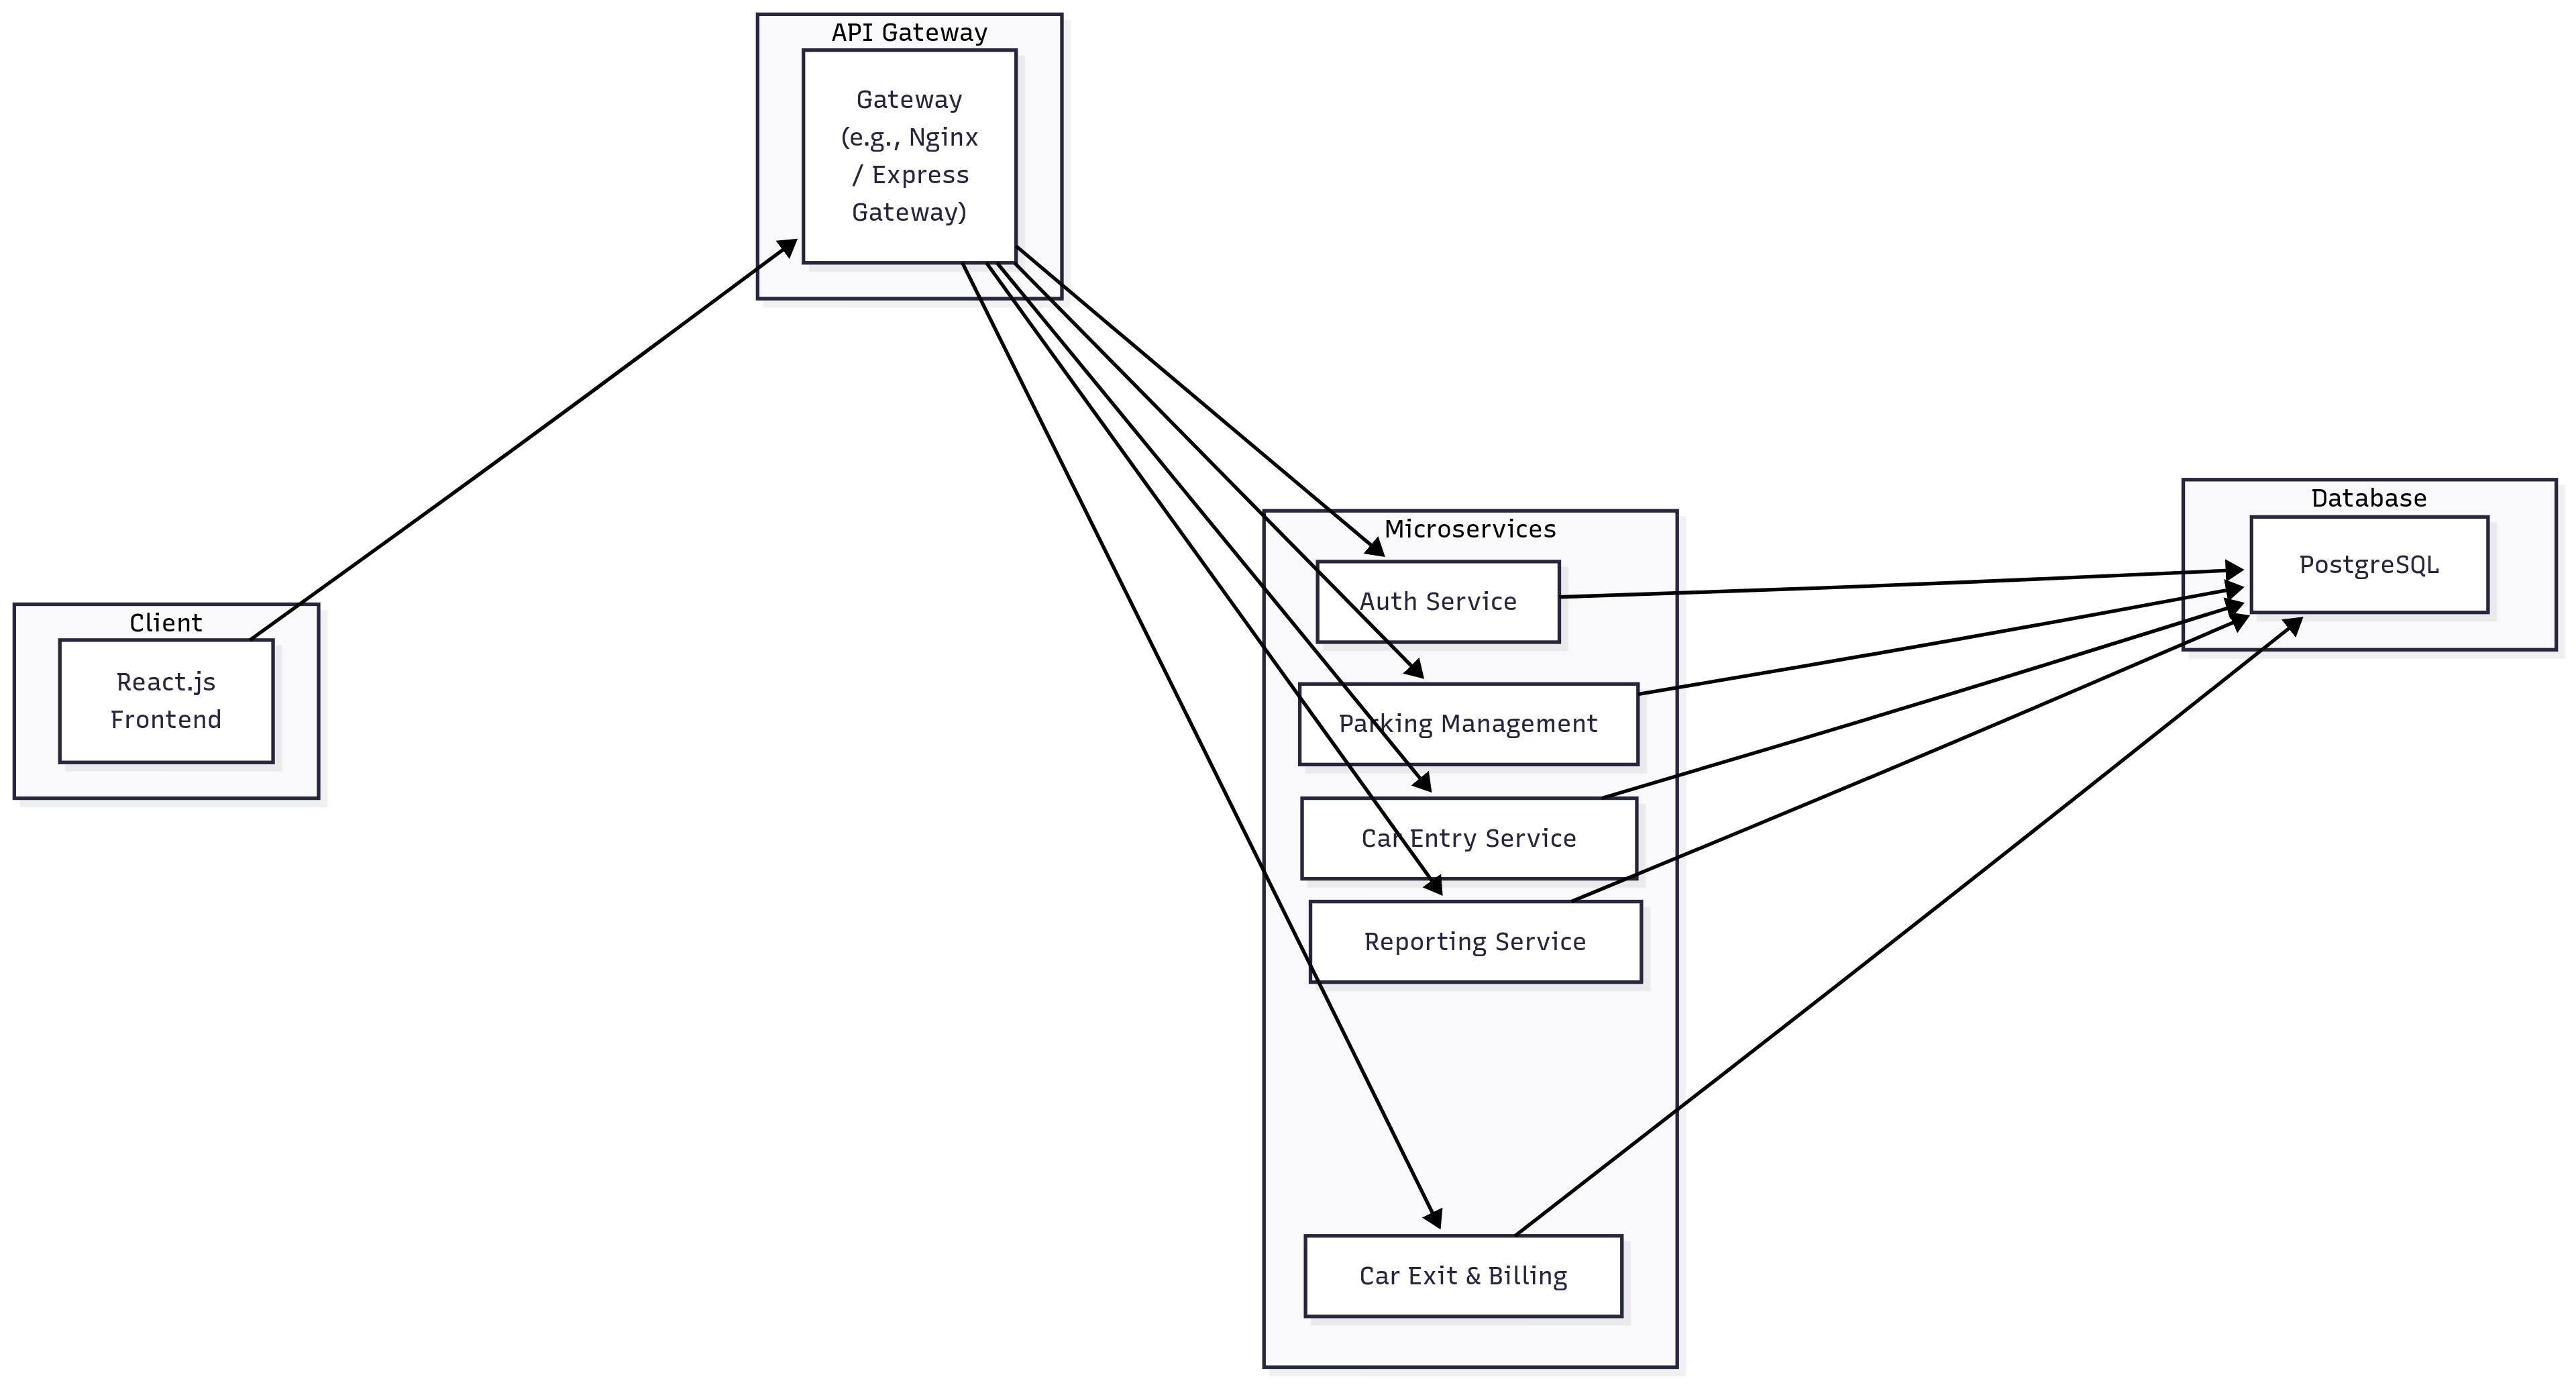 API Gateway
Gateway
(e.g., Nginx
/ Express
Gateway)
Client
React.js
Frontend
Microservices
Auth Service
Parking Management
Car Entry Service
Reporting Service
Car Exit & Billing
Database
PostgreSQL